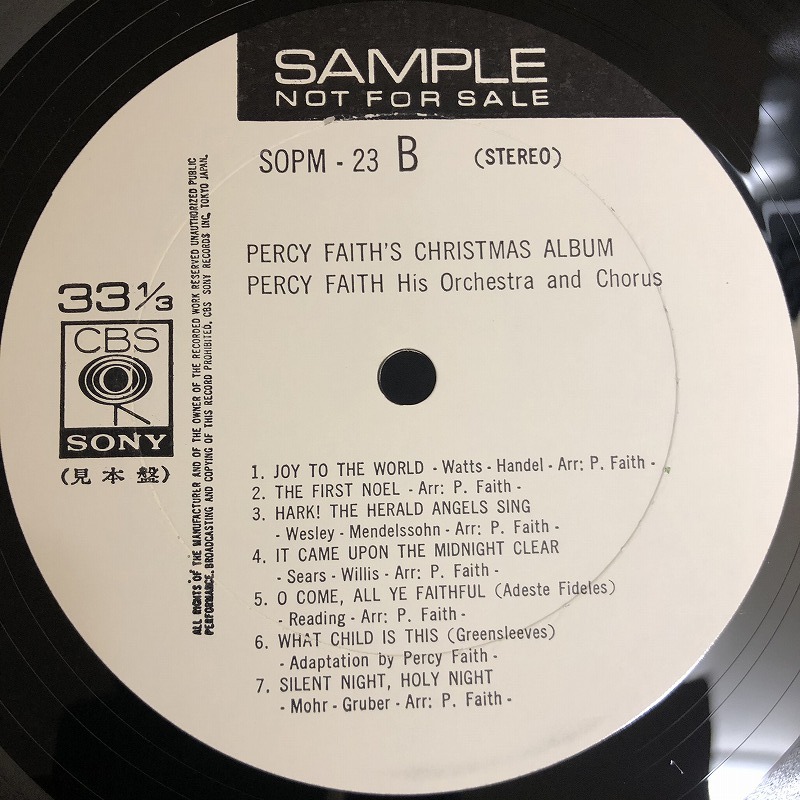 SAMPLE
NOT FOR SALE
SOPM - 23 B (STEREO)
PERCY FAITH'S CHRISTMAS ALBUM
PERCY FAITH His Orchestra and Chorus
33 1/3
CBS
SONY
(見本盤)
ALL RIGHTS OF THE MANUFACTURER AND OF THE OWNER OF THE RECORDED WORK RESERVED UNAUTHORIZED PUBLIC
PERFORMANCE, BROADCASTING AND COPYING OF THIS RECORD PROHIBITED, CBS SONY RECORDS INC, TOKYO JAPAN.
1. JOY TO THE WORLD - Watts - Handel - Arr: P. Faith -
2. THE FIRST NOEL - Arr: P. Faith -
3. HARK! THE HERALD ANGELS SING
- Wesley - Mendelssohn - Arr: P. Faith -
4. IT CAME UPON THE MIDNIGHT CLEAR
- Sears - Willis - Arr: P. Faith -
5. O COME, ALL YE FAITHFUL (Adeste Fideles)
- Reading - Arr: P. Faith -
6. WHAT CHILD IS THIS (Greensleeves)
- Adaptation by Percy Faith -
7. SILENT NIGHT, HOLY NIGHT
- Mohr - Gruber - Arr: P. Faith -